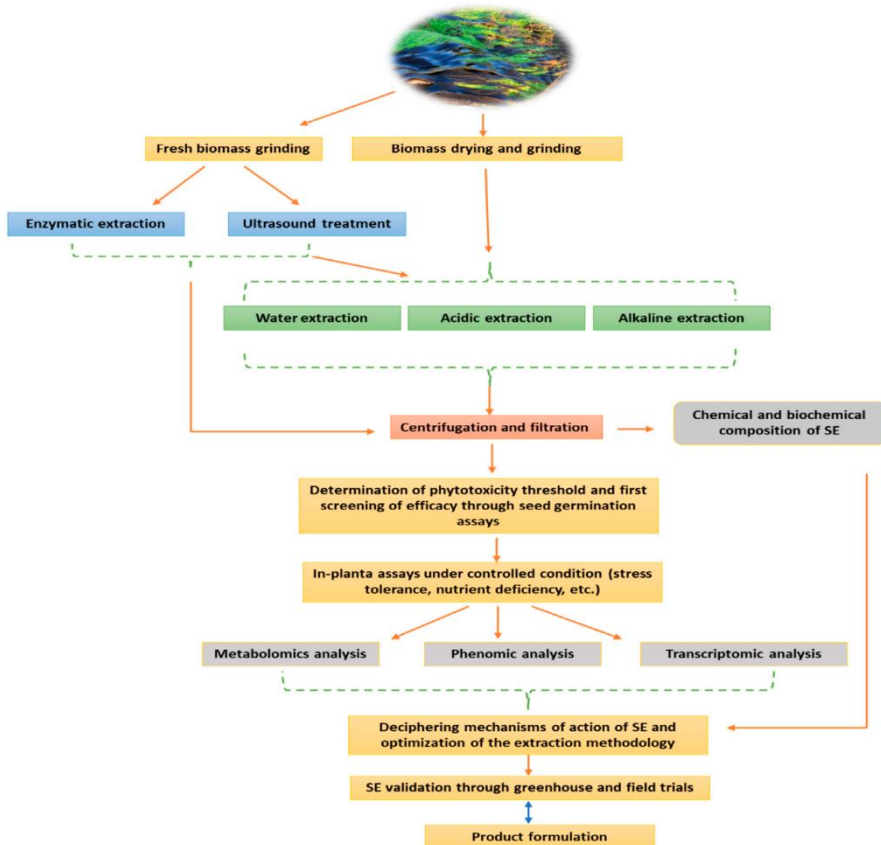 Fresh biomass grinding
Biomass drying and grinding
Enzymatic extraction
Ultrasound treatment
Water extraction
Acidic extraction
Alkaline extraction
Centrifugation and filtration
Chemical and biochemical
composition of SE
Determination of phytotoxicity threshold and first
screening of efficacy through seed germination
assays
In-planta assays under controlled condition (stress
tolerance, nutrient deficiency, etc.)
Metabolomics analysis
Phenomic analysis
Transcriptomic analysis
Deciphering mechanisms of action of SE and
optimization of the extraction methodology
SE validation through greenhouse and field trials
Product formulation